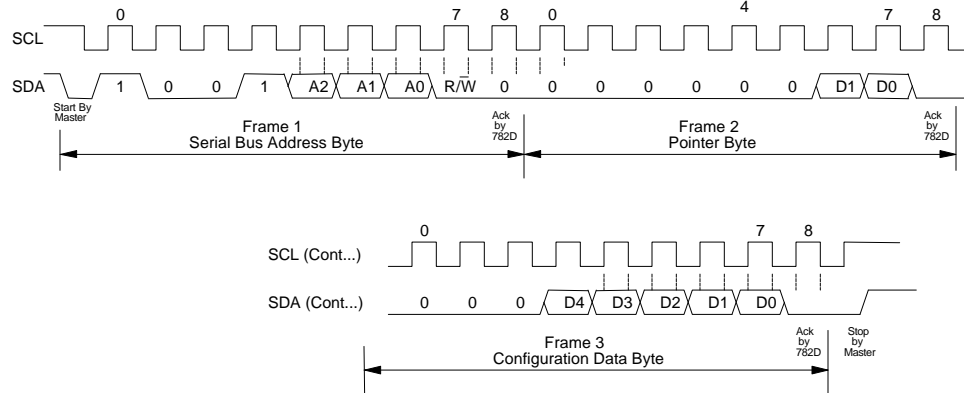 0 7 8 0 4 7 8
SCL
SDA 1 0 0 1 A2 A1 A0 R/W̅ 0 0 0 0 0 0 0 D1 D0
Start By
Master
Ack
by
782D
Ack
by
782D
Frame 1
Serial Bus Address Byte
Frame 2
Pointer Byte
0 7 8
SCL (Cont...)
SDA (Cont...) 0 0 0 D4 D3 D2 D1 D0
Ack
by
782D
Stop
by
Master
Frame 3
Configuration Data Byte